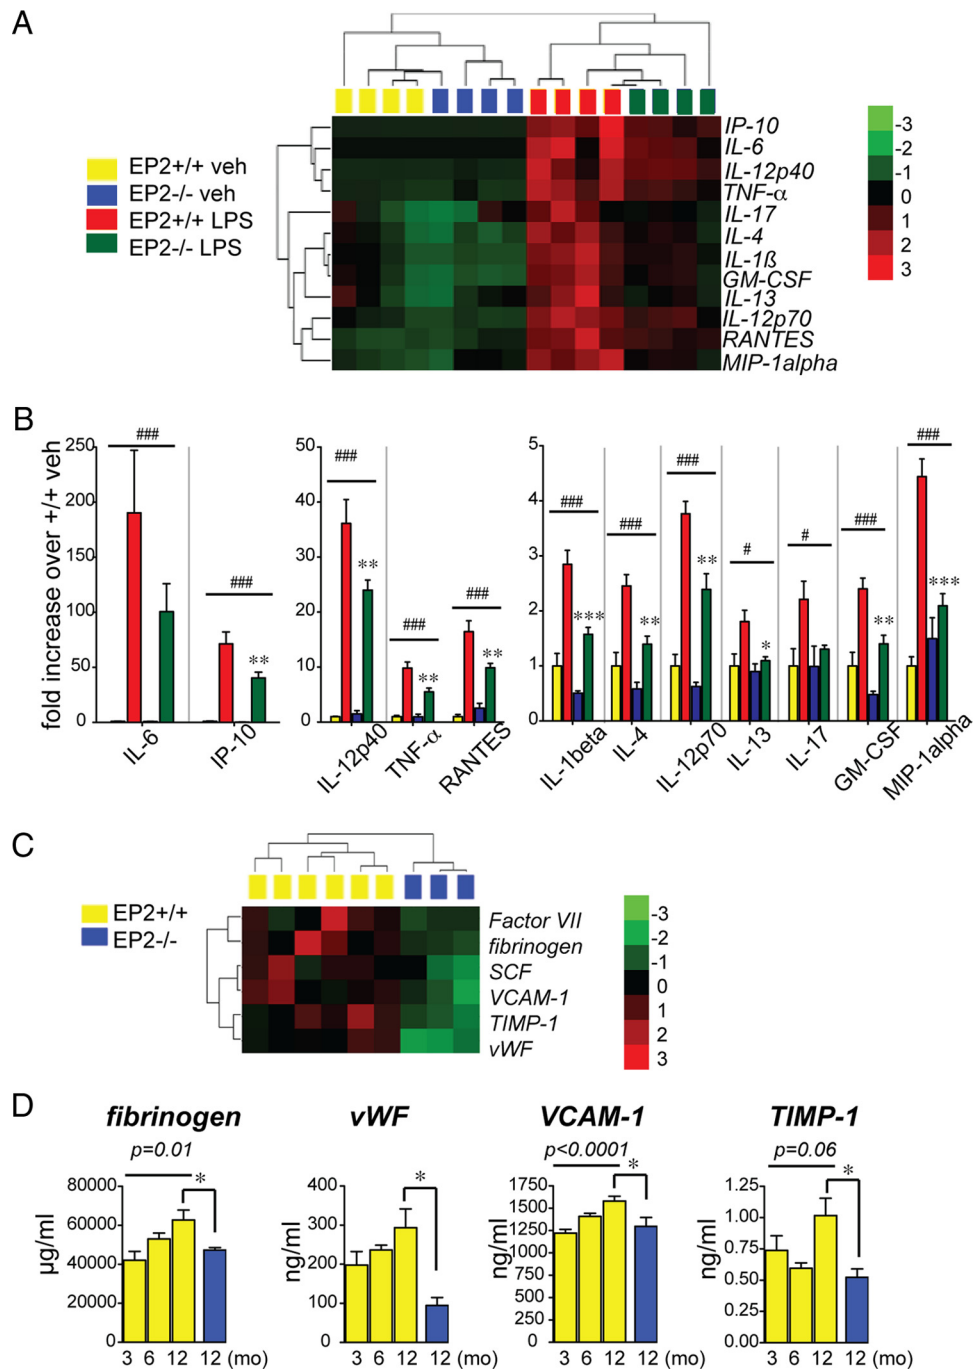 A
EP2+/+ veh
EP2-/- veh
EP2+/+ LPS
EP2-/- LPS
IP-10
IL-6
IL-12p40
TNF-α
IL-17
IL-4
IL-1ß
GM-CSF
IL-13
IL-12p70
RANTES
MIP-1alpha
-3
-2
-1
0
1
2
3
B
fold increase over +/+ veh
250
200
150
100
50
0
###
###
**
IL-6
IP-10
50
40
30
20
10
0
###
**
###
**
###
**
IL-12p40
TNF-α
RANTES
5
4
3
2
1
0
###
***
###
**
###
**
#
*
#
###
**
###
***
IL-1beta
IL-4
IL-12p70
IL-13
IL-17
GM-CSF
MIP-1alpha
C
EP2+/+
EP2-/-
Factor VII
fibrinogen
SCF
VCAM-1
TIMP-1
vWF
-3
-2
-1
0
1
2
3
D
fibrinogen
p=0.01
*
µg/ml
80000
60000
40000
20000
0
3 6 12 12 (mo)
vWF
*
ng/ml
400
300
200
100
0
3 6 12 12 (mo)
VCAM-1
p<0.0001
*
ng/ml
1750
1500
1250
1000
750
500
250
0
3 6 12 12 (mo)
TIMP-1
p=0.06
*
ng/ml
1.25
1.00
0.75
0.50
0.25
0.00
3 6 12 12 (mo)